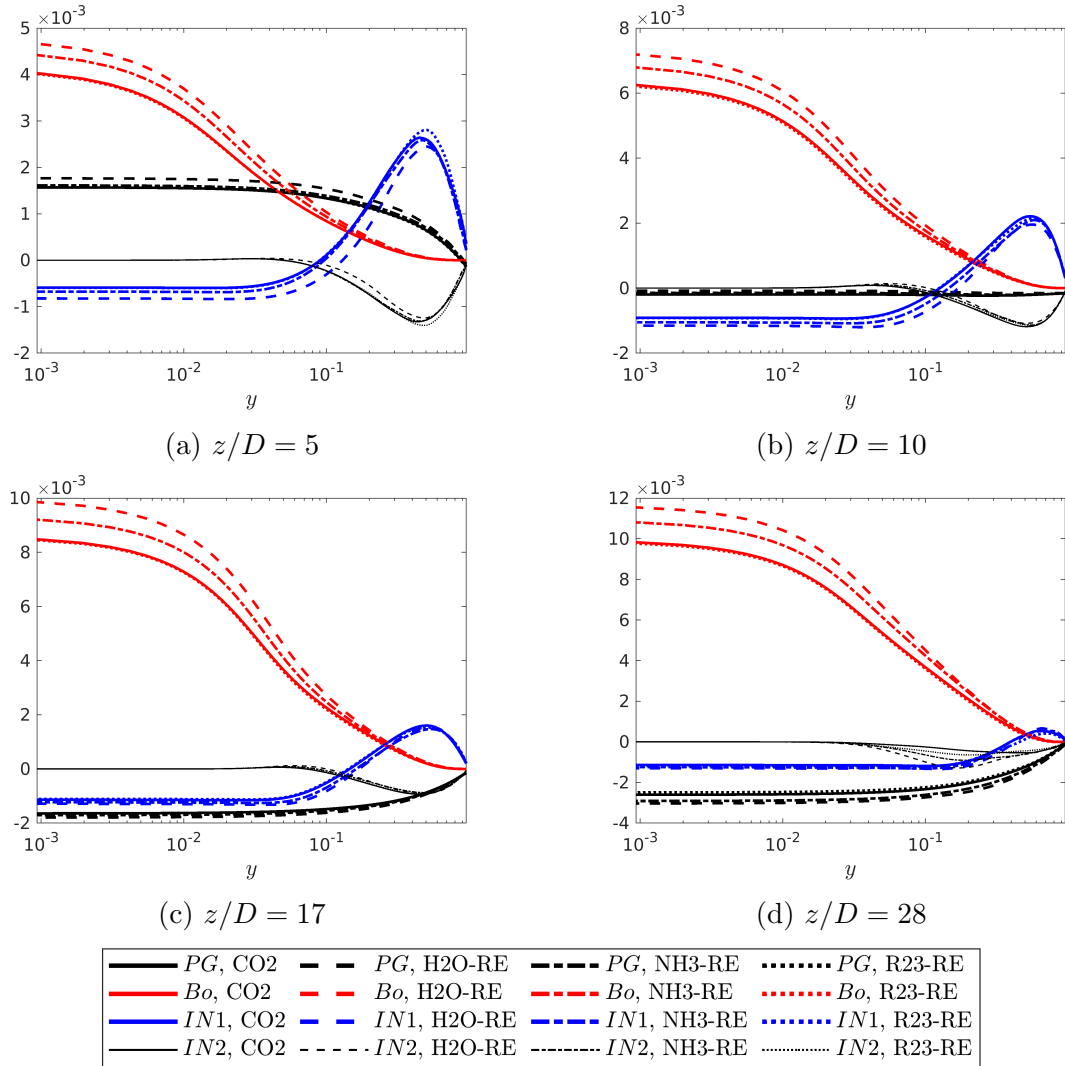 ×10⁻³ ×10⁻³
5 8
4 6
3 4
2 2
1 0
0 -2
-1
-2
10⁻³ 10⁻² 10⁻¹ 10⁻³ 10⁻² 10⁻¹
y y
(a) z/D = 5 (b) z/D = 10
×10⁻³ ×10⁻³
10 12
8 10
6 8
4 6
2 4
0 2
-2 0
-2
-4
10⁻³ 10⁻² 10⁻¹ 10⁻³ 10⁻² 10⁻¹
y y
(c) z/D = 17 (d) z/D = 28
PG, CO2 PG, H2O-RE PG, NH3-RE PG, R23-RE
Bo, CO2 Bo, H2O-RE Bo, NH3-RE Bo, R23-RE
IN1, CO2 IN1, H2O-RE IN1, NH3-RE IN1, R23-RE
IN2, CO2 IN2, H2O-RE IN2, NH3-RE IN2, R23-RE